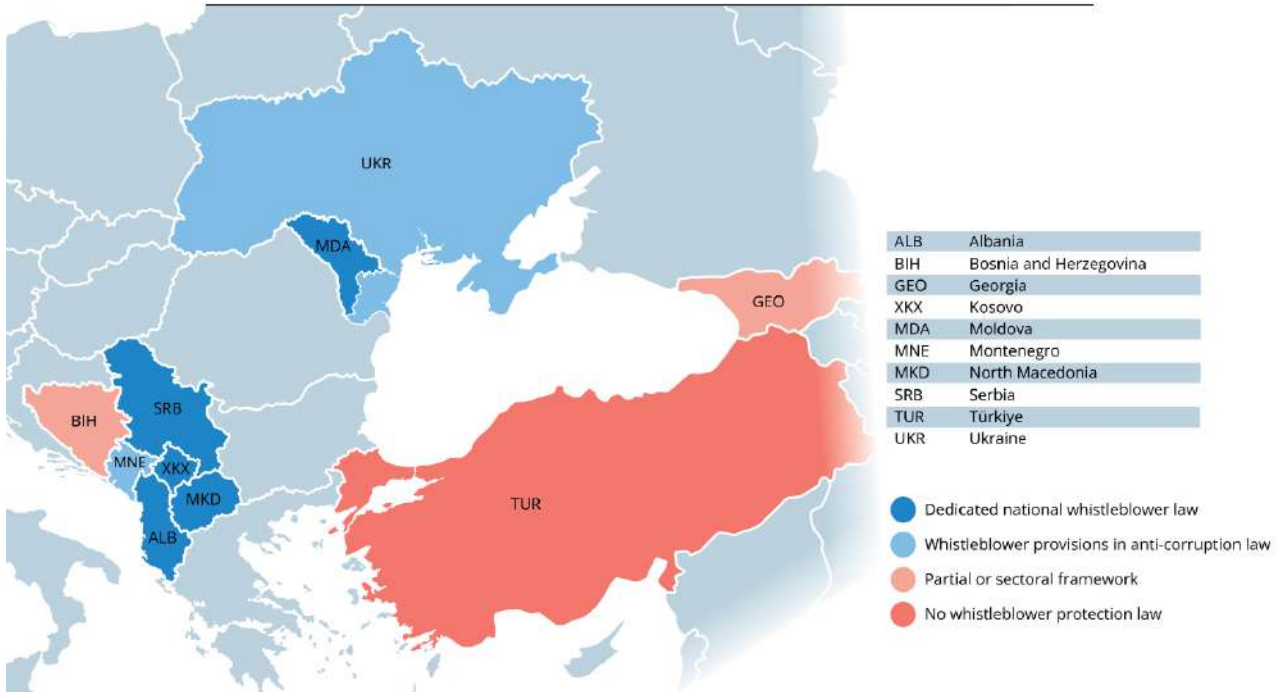 UKR
MDA
GEO
SRB
BIH
MNE
XKX
MKD
ALB
TUR
ALB Albania
BIH Bosnia and Herzegovina
GEO Georgia
XKX Kosovo
MDA Moldova
MNE Montenegro
MKD North Macedonia
SRB Serbia
TUR Türkiye
UKR Ukraine
Dedicated national whistleblower law
Whistleblower provisions in anti-corruption law
Partial or sectoral framework
No whistleblower protection law